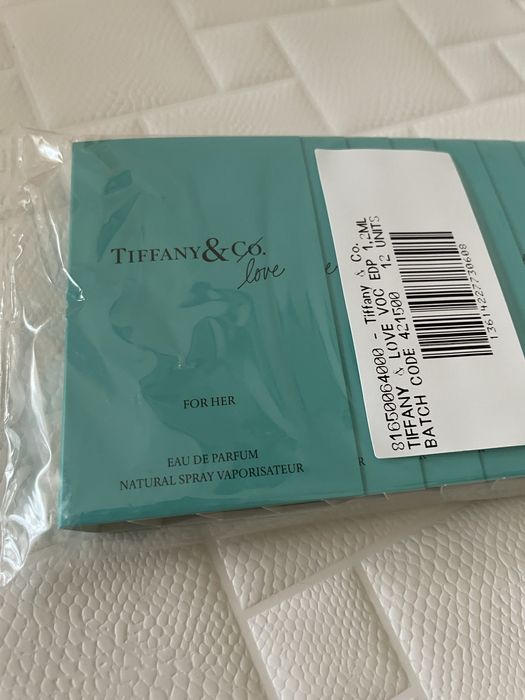 TIFFANY & CO.
love
FOR HER
EAU DE PARFUM
NATURAL SPRAY VAPORISATEUR
e
R
81650064000 - Tiffany & Co.
TIFFANY & LOVE VOC EDP 1,2ML
BATCH CODE 421500 12 UNITS
13614227730608